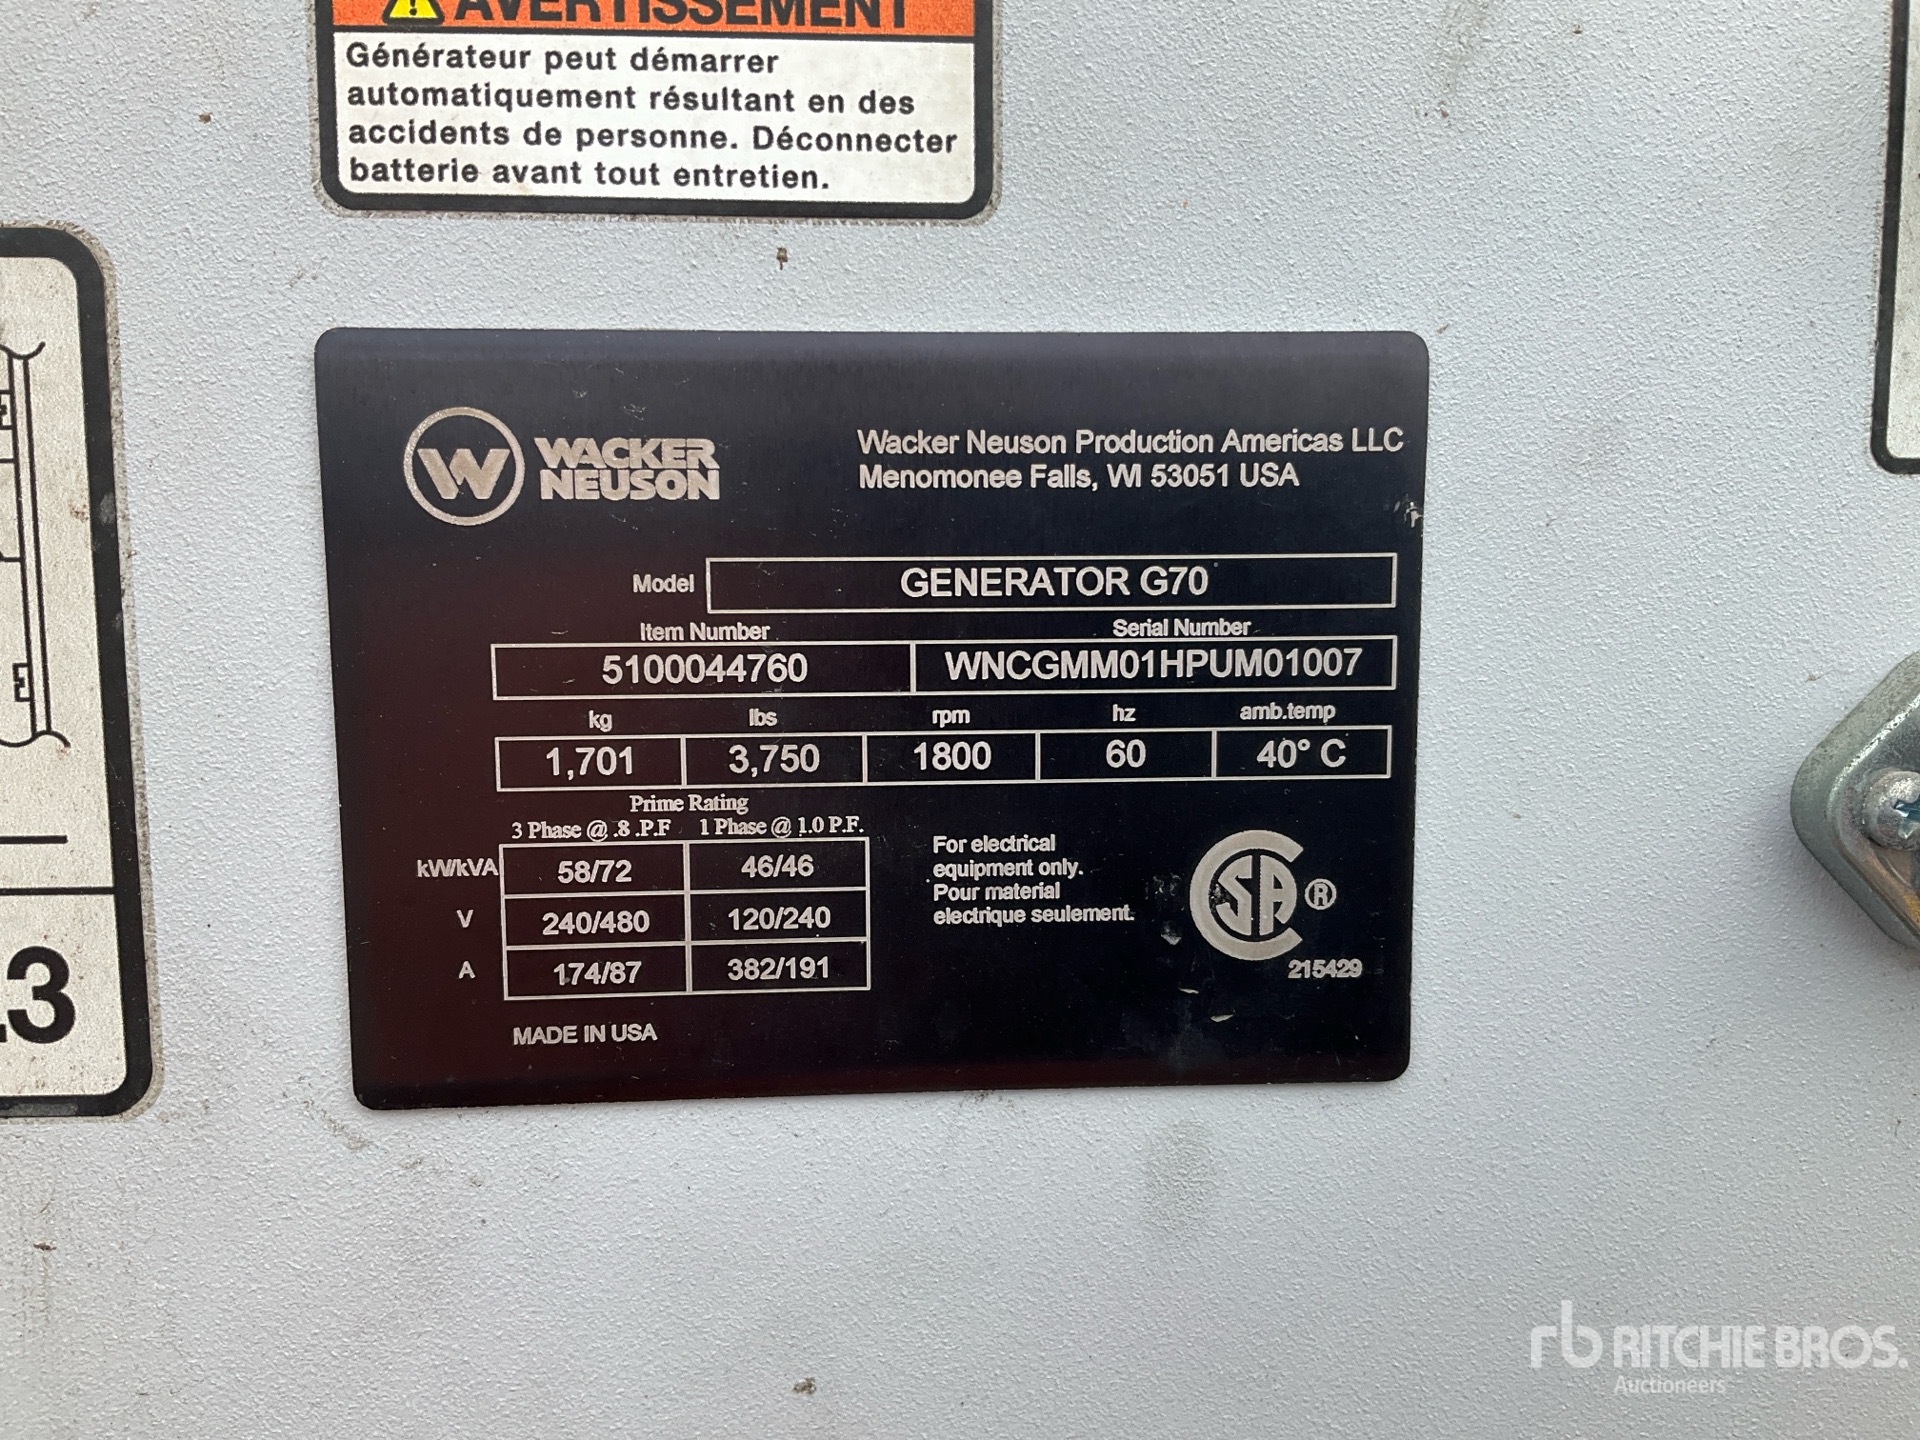 AVERTISSEMENT
Générateur peut démarrer
automatiquement résultant en des
accidents de personne. Déconnecter
batterie avant tout entretien.
W WACKER
NEUSON
Wacker Neuson Production Americas LLC
Menomonee Falls, WI 53051 USA
Model GENERATOR G70
Item Number Serial Number
5100044760 WNCGMM01HPUM01007
kg lbs rpm hz amb.temp
1,701 3,750 1800 60 40° C
Prime Rating
3 Phase @ .8 .P.F 1 Phase @ 1.0 P.F.
kW/kVA 58/72 46/46
V 240/480 120/240
A 174/87 382/191
For electrical
equipment only.
Pour material
electrique seulement.
CSA ®
215429
MADE IN USA
.3
rb RITCHIE BROS.
Auctioneers